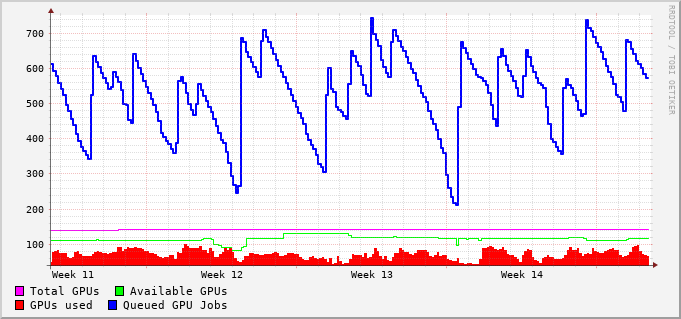 RRDTOOL / TOBI OETIKER
700
600
500
400
300
200
100
Week 11 Week 12 Week 13 Week 14
Total GPUs Available GPUs
GPUs used Queued GPU Jobs